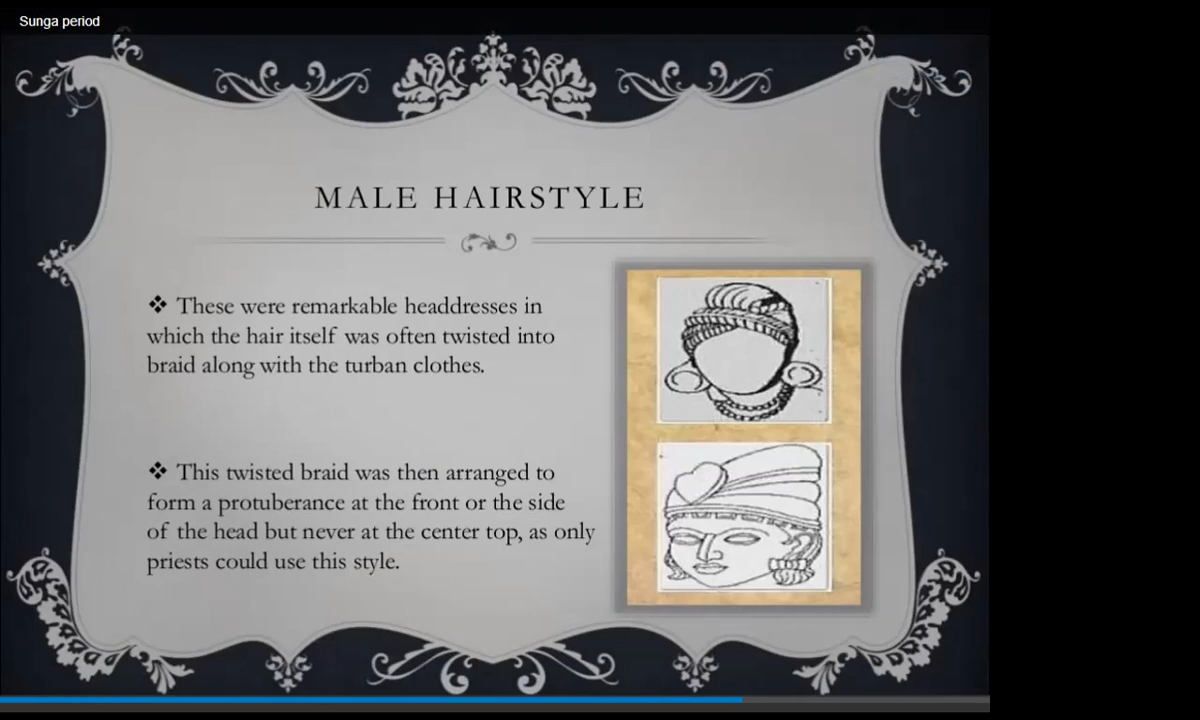 Sunga period
MALE HAIRSTYLE
❖ These were remarkable headdresses in
which the hair itself was often twisted into
braid along with the turban clothes.
❖ This twisted braid was then arranged to
form a protuberance at the front or the side
of the head but never at the center top, as only
priests could use this style.